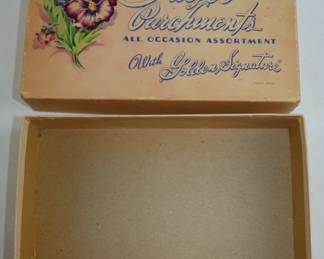 Parchments
ALL OCCASION ASSORTMENT
With Golden Signature